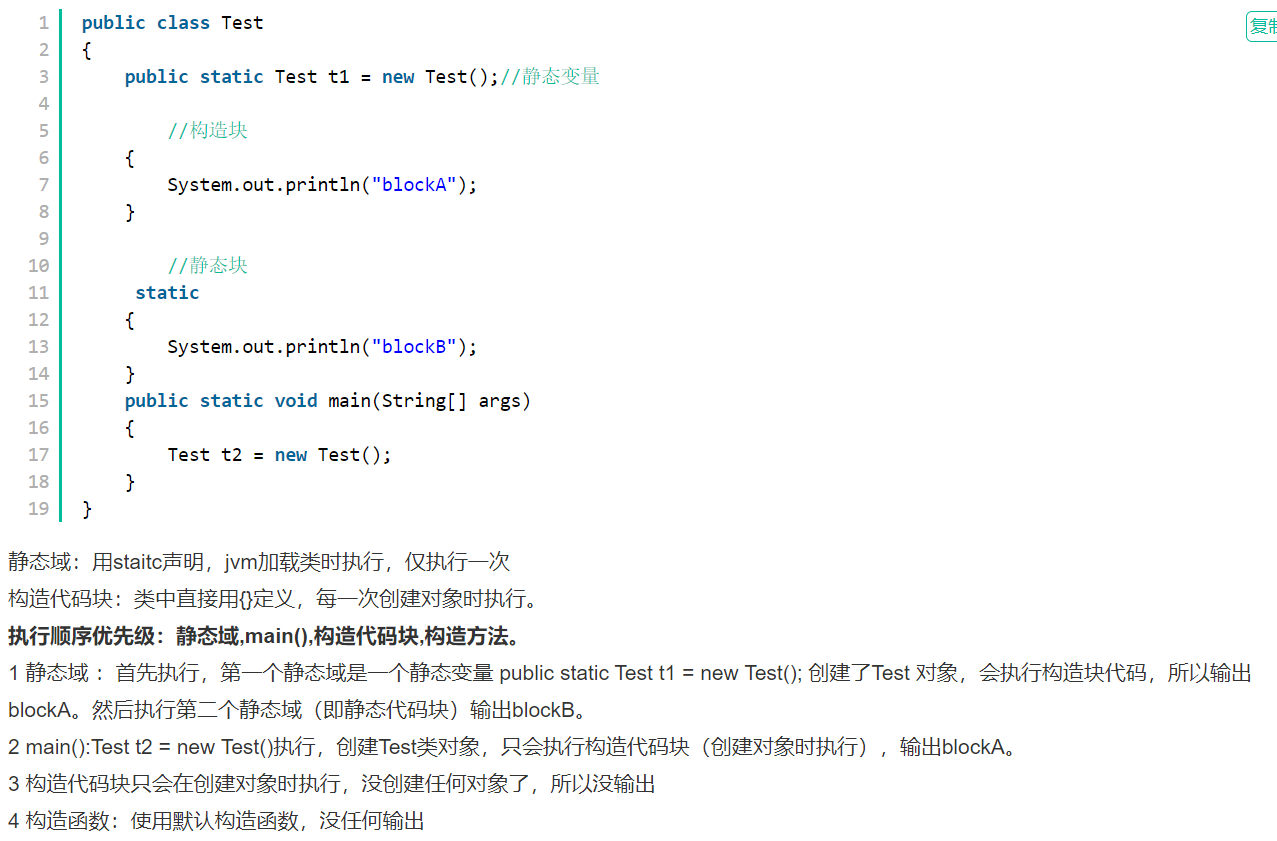 复制
1 public class Test
2 {
3 public static Test t1 = new Test();//静态变量
4
5 //构造块
6 {
7 System.out.println("blockA");
8 }
9
10 //静态块
11 static
12 {
13 System.out.println("blockB");
14 }
15 public static void main(String[] args)
16 {
17 Test t2 = new Test();
18 }
19 }
静态域：用staitc声明，jvm加载类时执行，仅执行一次
构造代码块：类中直接用{}定义，每一次创建对象时执行。
执行顺序优先级：静态域,main(),构造代码块,构造方法。
1 静态域 ：首先执行，第一个静态域是一个静态变量 public static Test t1 = new Test(); 创建了Test 对象，会执行构造块代码，所以输出
blockA。然后执行第二个静态域（即静态代码块）输出blockB。
2 main():Test t2 = new Test()执行，创建Test类对象，只会执行构造代码块（创建对象时执行），输出blockA。
3 构造代码块只会在创建对象时执行，没创建任何对象了，所以没输出
4 构造函数：使用默认构造函数，没任何输出